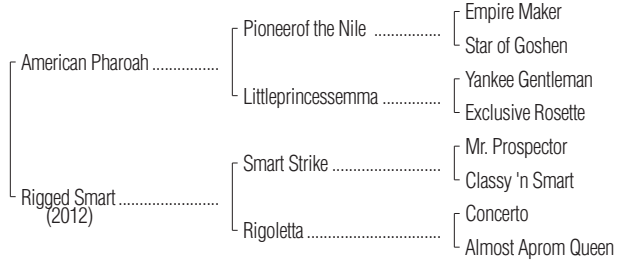 Empire Maker
Pioneerof the Nile ................
Star of Goshen
American Pharoah ................
Yankee Gentleman
Littleprincessemma ..............
Exclusive Rosette
Mr. Prospector
Smart Strike ..........................
Classy 'n Smart
Rigged Smart ........................
(2012)
Concerto
Rigoletta ................................
Almost Aprom Queen